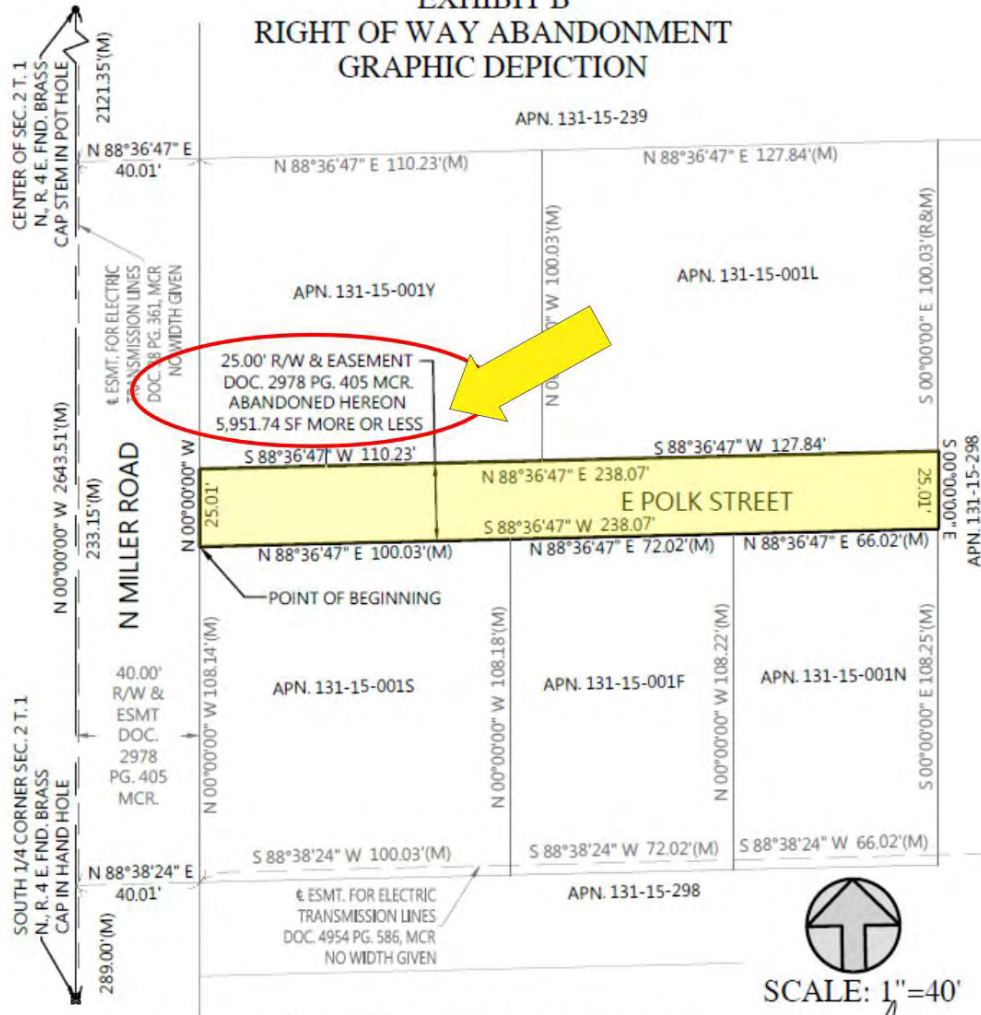 EXHIBIT B
RIGHT OF WAY ABANDONMENT
GRAPHIC DEPICTION
CENTER OF SEC. 2 T. 1
N., R. 4 E. FND. BRASS
CAP STEM IN POT HOLE
2121.35'(M)
APN. 131-15-239
N 88°36'47" E
40.01'
N 88°36'47" E 110.23'(M)
N 88°36'47" E 127.84'(M)
℄ ESMT. FOR ELECTRIC
TRANSMISSION LINES
PG. 361, MCR
NO WIDTH GIVEN
APN. 131-15-001Y
W 100.03'(M)
APN. 131-15-001L
S 00°00'00" E 100.03'(R&M)
25.00' R/W & EASEMENT
DOC. 2978 PG. 405 MCR.
ABANDONED HEREON
5,951.74 SF MORE OR LESS
N 00°00'00" W 2643.51'(M)
233.15'(M)
N MILLER ROAD
S 88°36'47" W 110.23'
S 88°36'47" W 127.84'
N 00°00'00" W
25.01'
N 88°36'47" E 238.07'
E POLK STREET
S 88°36'47" W 238.07'
25.01'
S 00°00'00" E
APN. 131-15-298
N 88°36'47" E 100.03'(M)
N 88°36'47" E 72.02'(M)
N 88°36'47" E 66.02'(M)
POINT OF BEGINNING
40.00'
R/W &
ESMT
DOC.
2978
PG. 405
MCR.
N 00°00'00" W 108.14'(M)
APN. 131-15-001S
N 00°00'00" W 108.18'(M)
APN. 131-15-001F
N 00°00'00" W 108.22'(M)
APN. 131-15-001N
S 00°00'00" E 108.25'(M)
SOUTH 1/4 CORNER SEC. 2 T. 1
N., R. 4 E. FND. BRASS
CAP IN HAND HOLE
N 88°38'24" E
40.01'
289.00'(M)
S 88°38'24" W 100.03'(M)
S 88°38'24" W 72.02'(M)
S 88°38'24" W 66.02'(M)
℄ ESMT. FOR ELECTRIC
TRANSMISSION LINES
DOC. 4954 PG. 586, MCR
NO WIDTH GIVEN
APN. 131-15-298
SCALE: 1"=40'